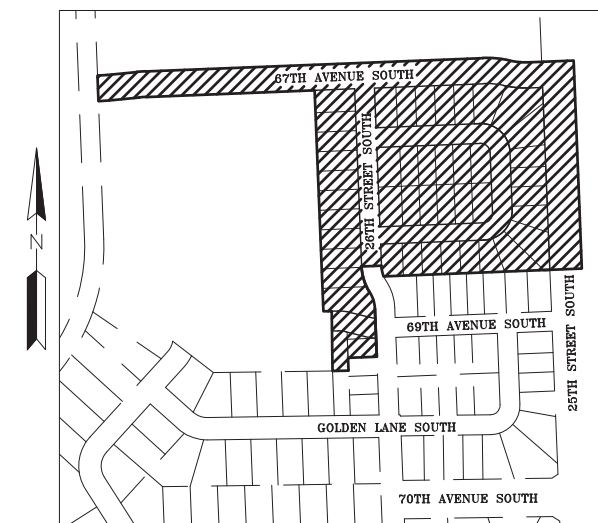 67TH AVENUE SOUTH
26TH STREET SOUTH
N
69TH AVENUE SOUTH
25TH STREET SOUTH
GOLDEN LANE SOUTH
70TH AVENUE SOUTH